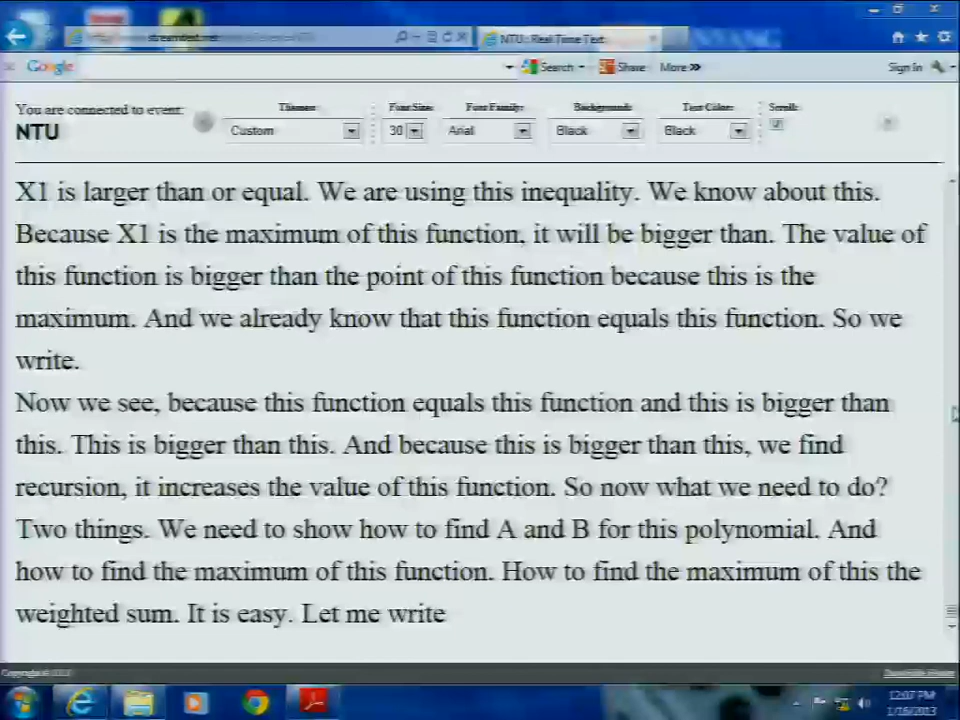 NTU: Real Time Text
Google
Search
Share
More »
Sign In
You are connected to event:
NTU
Themes:
Font Size:
Font Family:
Background:
Text Color:
Scroll:
Custom
30
Arial
Black
Black
X1 is larger than or equal. We are using this inequality. We know about this.
Because X1 is the maximum of this function, it will be bigger than. The value of
this function is bigger than the point of this function because this is the
maximum. And we already know that this function equals this function. So we
write.
Now we see, because this function equals this function and this is bigger than
this. This is bigger than this. And because this is bigger than this, we find
recursion, it increases the value of this function. So now what we need to do?
Two things. We need to show how to find A and B for this polynomial. And
how to find the maximum of this function. How to find the maximum of this the
weighted sum. It is easy. Let me write
12:07 PM
1/16/2013